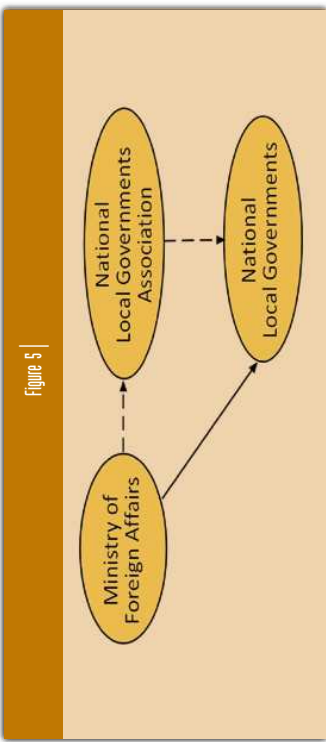 Figure 5 |
Ministry of
Foreign Affairs
National
Local Governments
Association
National
Local Governments